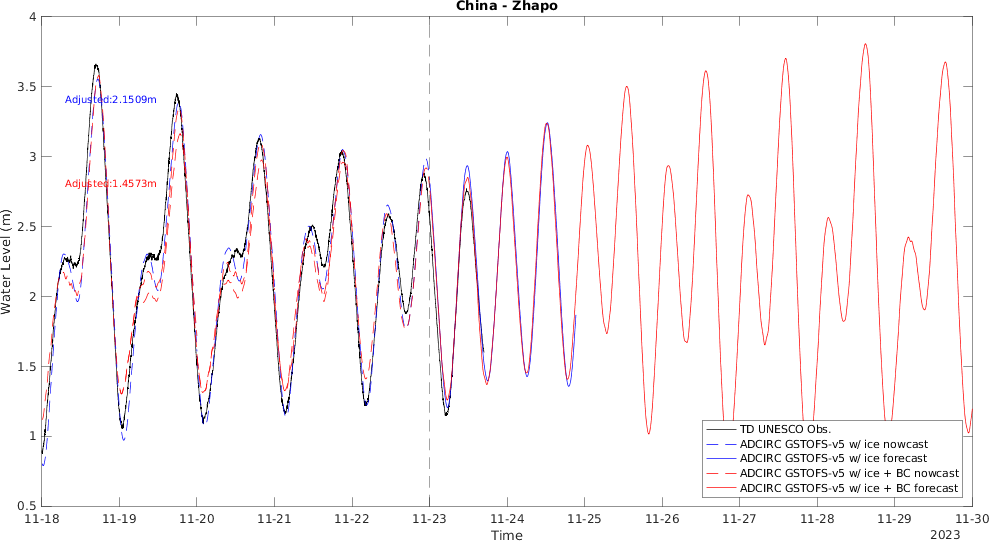 China - Zhapo
Water Level (m)
4
3.5
3
2.5
2
1.5
1
0.5
Adjusted:2.1509m
Adjusted:1.4573m
TD UNESCO Obs.
ADCIRC GSTOFS-v5 w/ ice nowcast
ADCIRC GSTOFS-v5 w/ ice forecast
ADCIRC GSTOFS-v5 w/ ice + BC nowcast
ADCIRC GSTOFS-v5 w/ ice + BC forecast
11-18 11-19 11-20 11-21 11-22 11-23 11-24 11-25 11-26 11-27 11-28 11-29 11-30
Time
2023